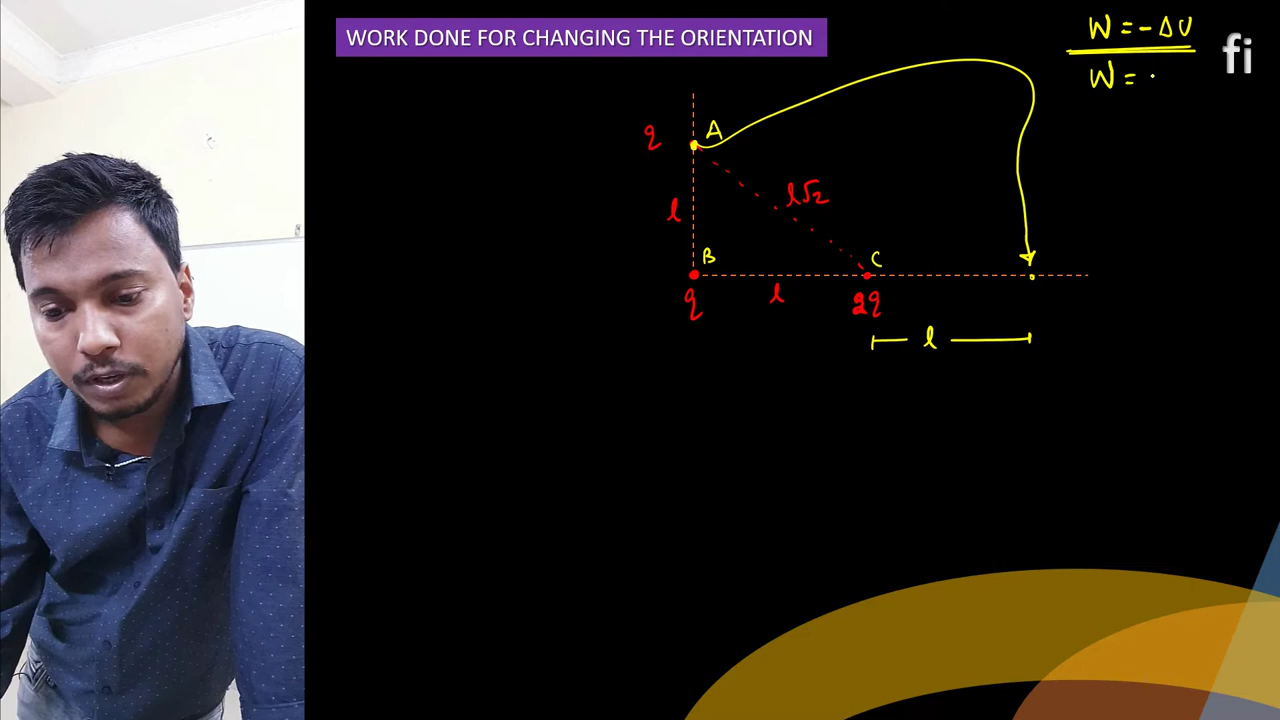 WORK DONE FOR CHANGING THE ORIENTATION
W = -ΔU
W =
fi
q
A
l
l√2
B
C
q
l
2q
l